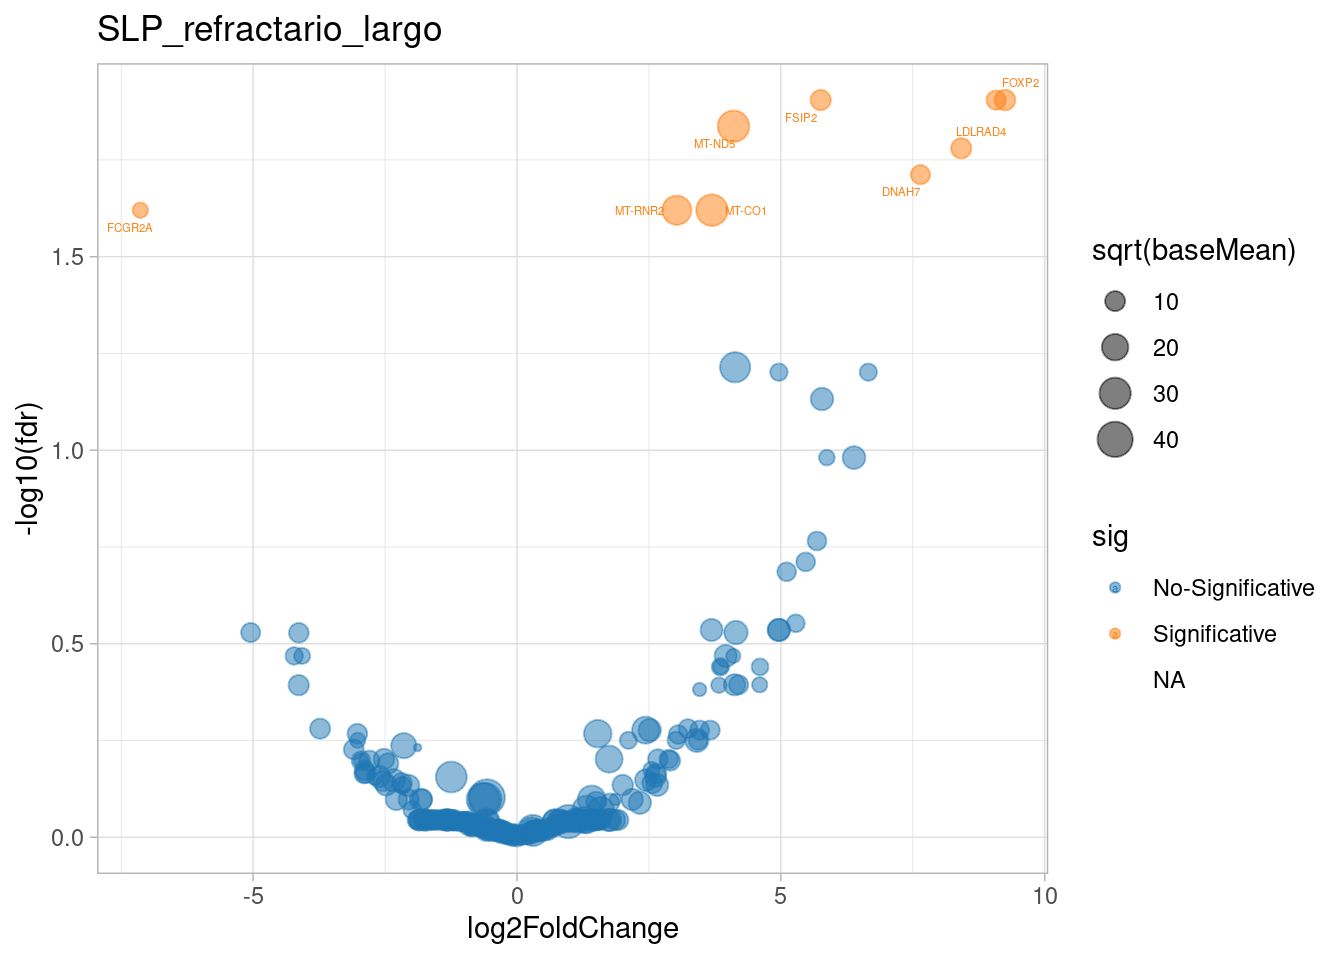 SLP_refractario_largo
FOXP2
FSIP2
LDLRAD4
MT-ND5
DNAH7
MT-RNR2
MT-CO1
FCGR2A
1.5
1.0
0.5
0.0
-log10(fdr)
-5
0
5
10
log2FoldChange
sqrt(baseMean)
10
20
30
40
sig
a No-Significative
a Significative
NA